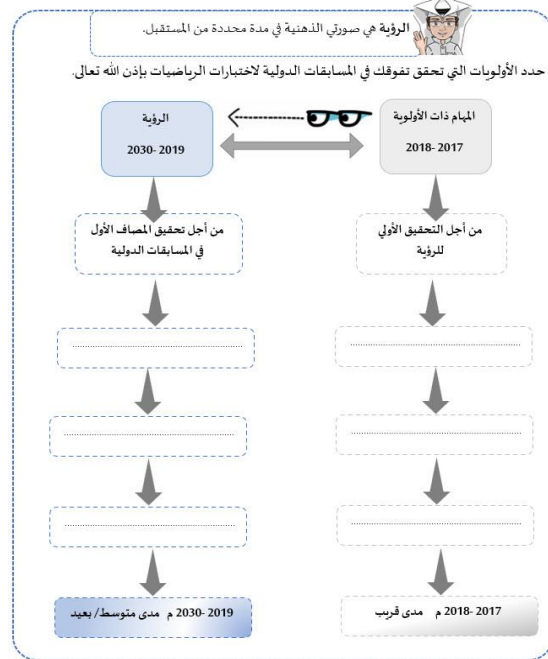 الرؤية هي صورتي الذهنية في مدة محددة من المستقبل.
حدد الأولويات التي تحقق تفوقك في المسابقات الدولية لاختبارات الرياضيات بإذن الله تعالى.
المهام ذات الأولوية
2017 -2018
الرؤية
2019 -2030
من أجل التحقيق الأولي
للرؤية
من أجل تحقيق المصاف الأول
في المسابقات الدولية
2017 -2018 م مدى قريب
2019 -2030 م مدى متوسط/ بعيد